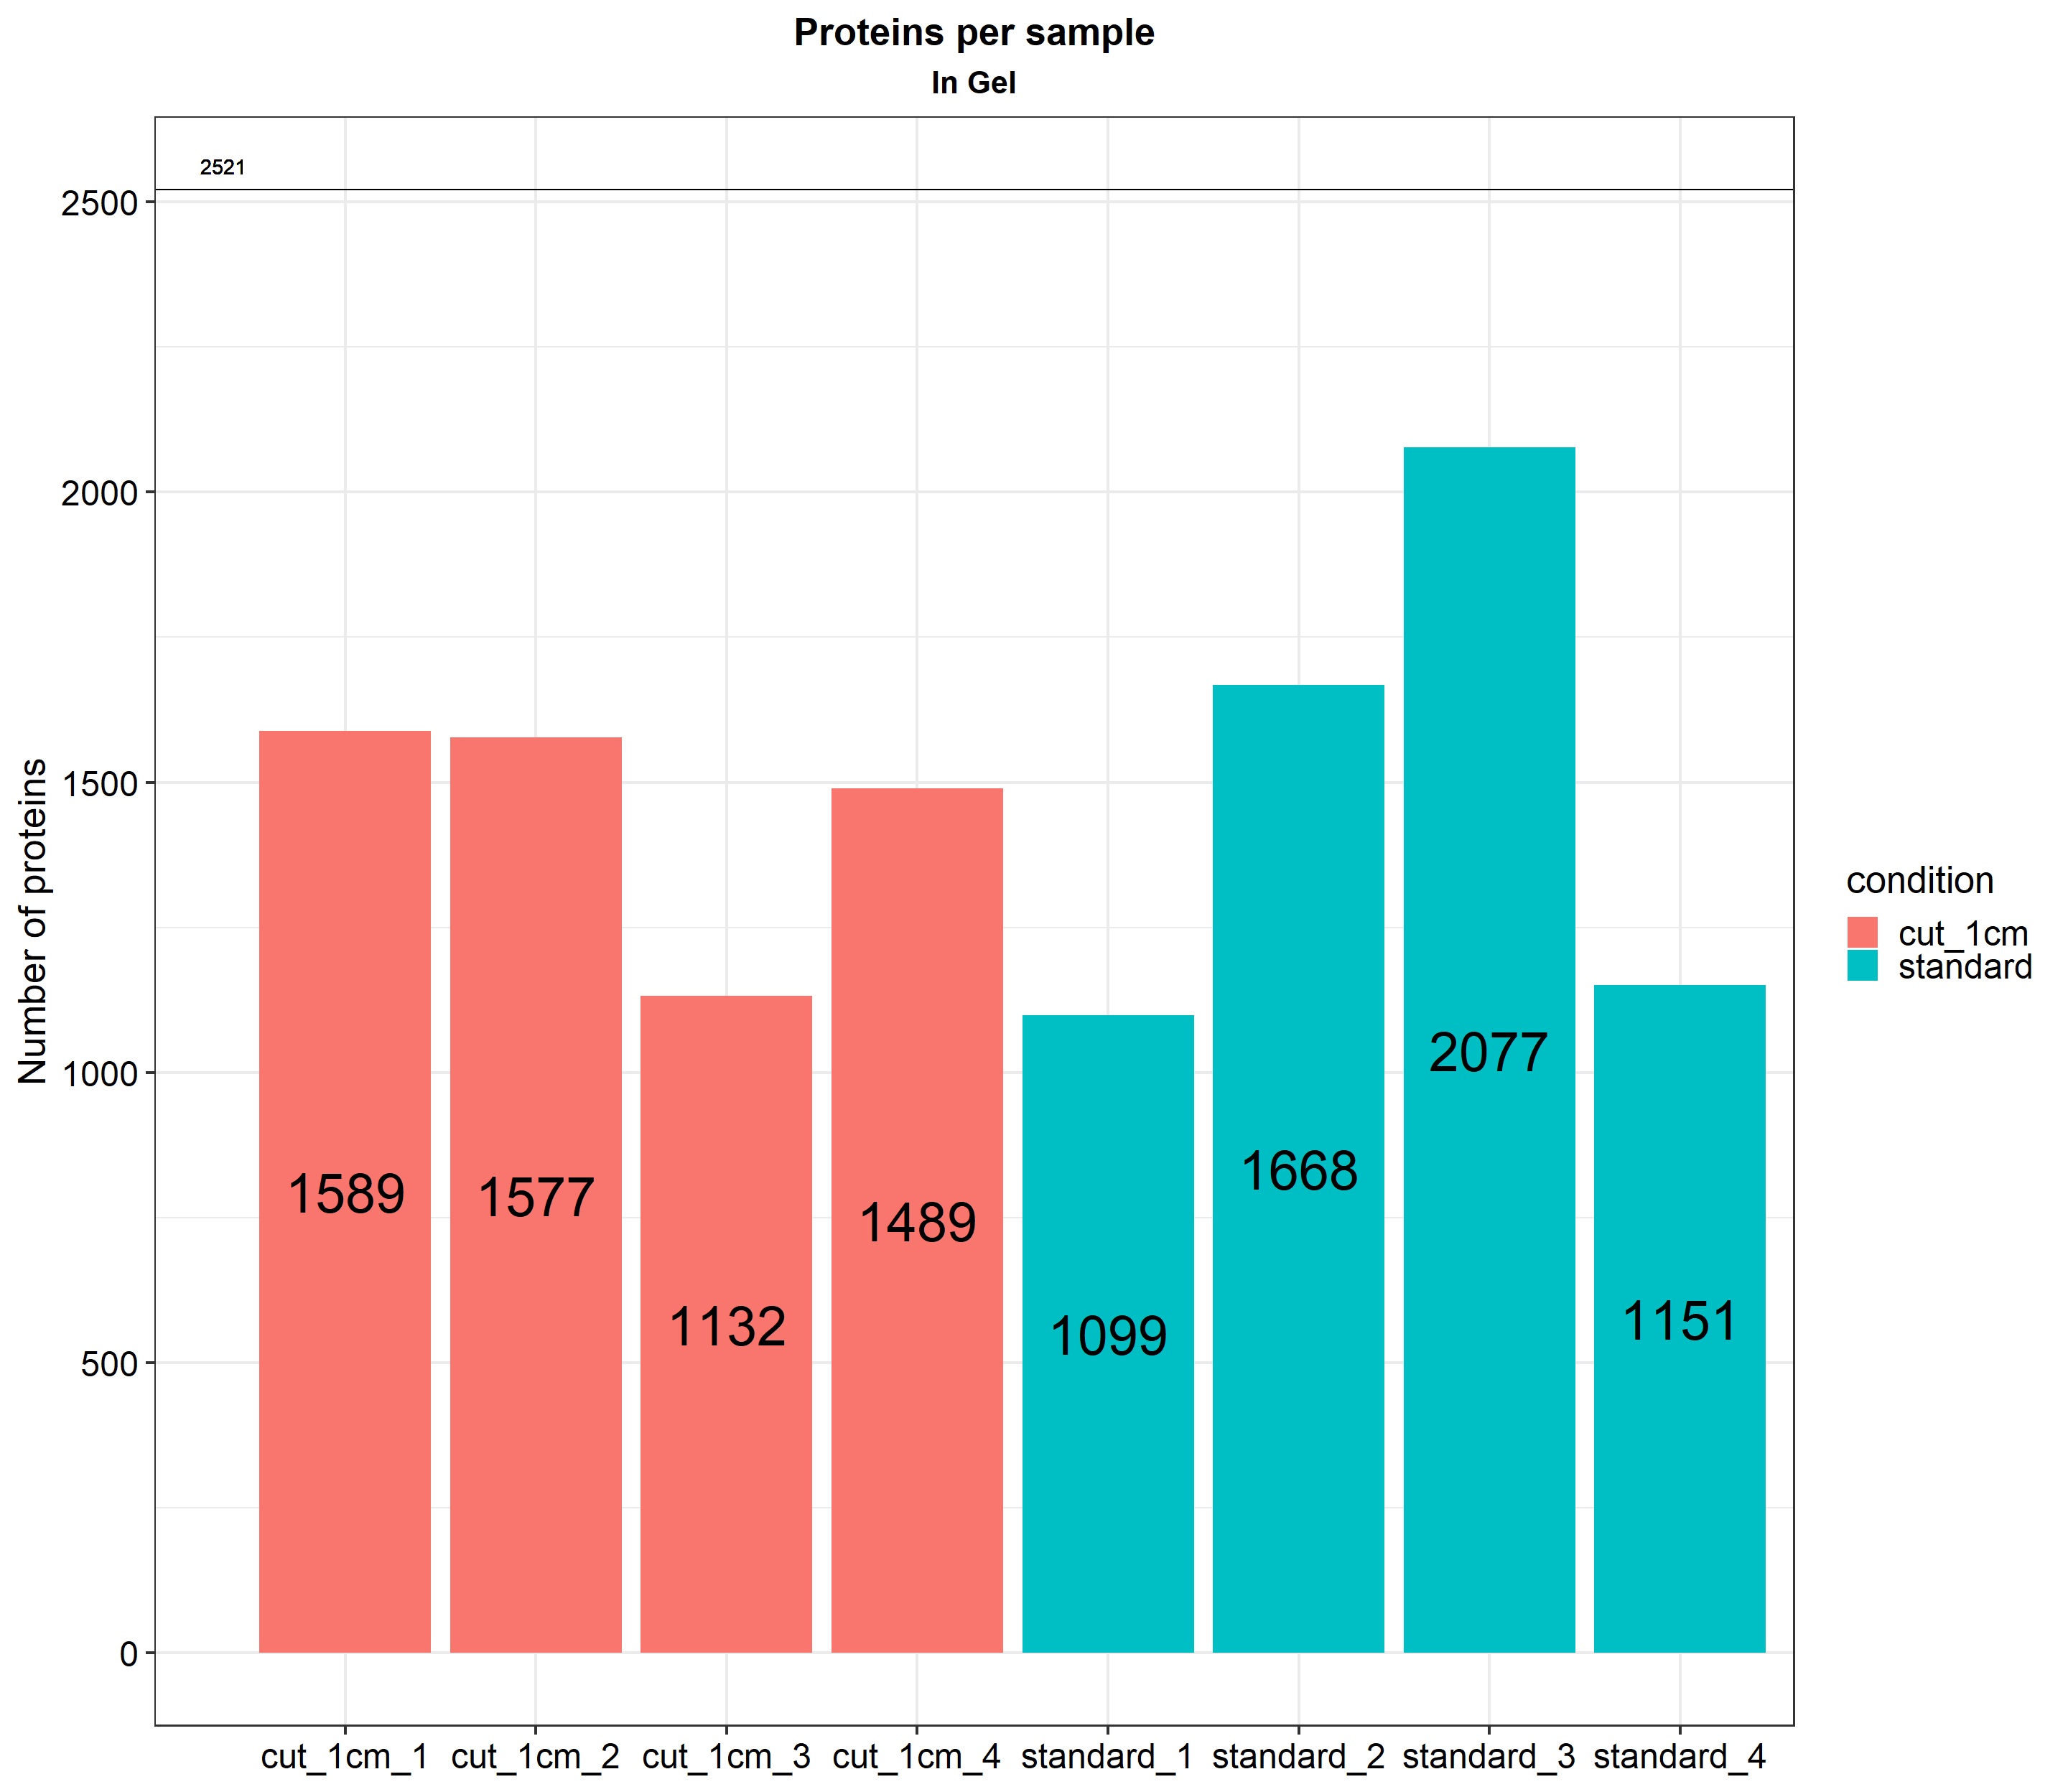 Proteins per sample
In Gel
2521
2500
2000
1500
1000
500
0
Number of proteins
1589
1577
1132
1489
1099
1668
2077
1151
cut_1cm_1 cut_1cm_2 cut_1cm_3 cut_1cm_4 standard_1 standard_2 standard_3 standard_4
condition
cut_1cm
standard